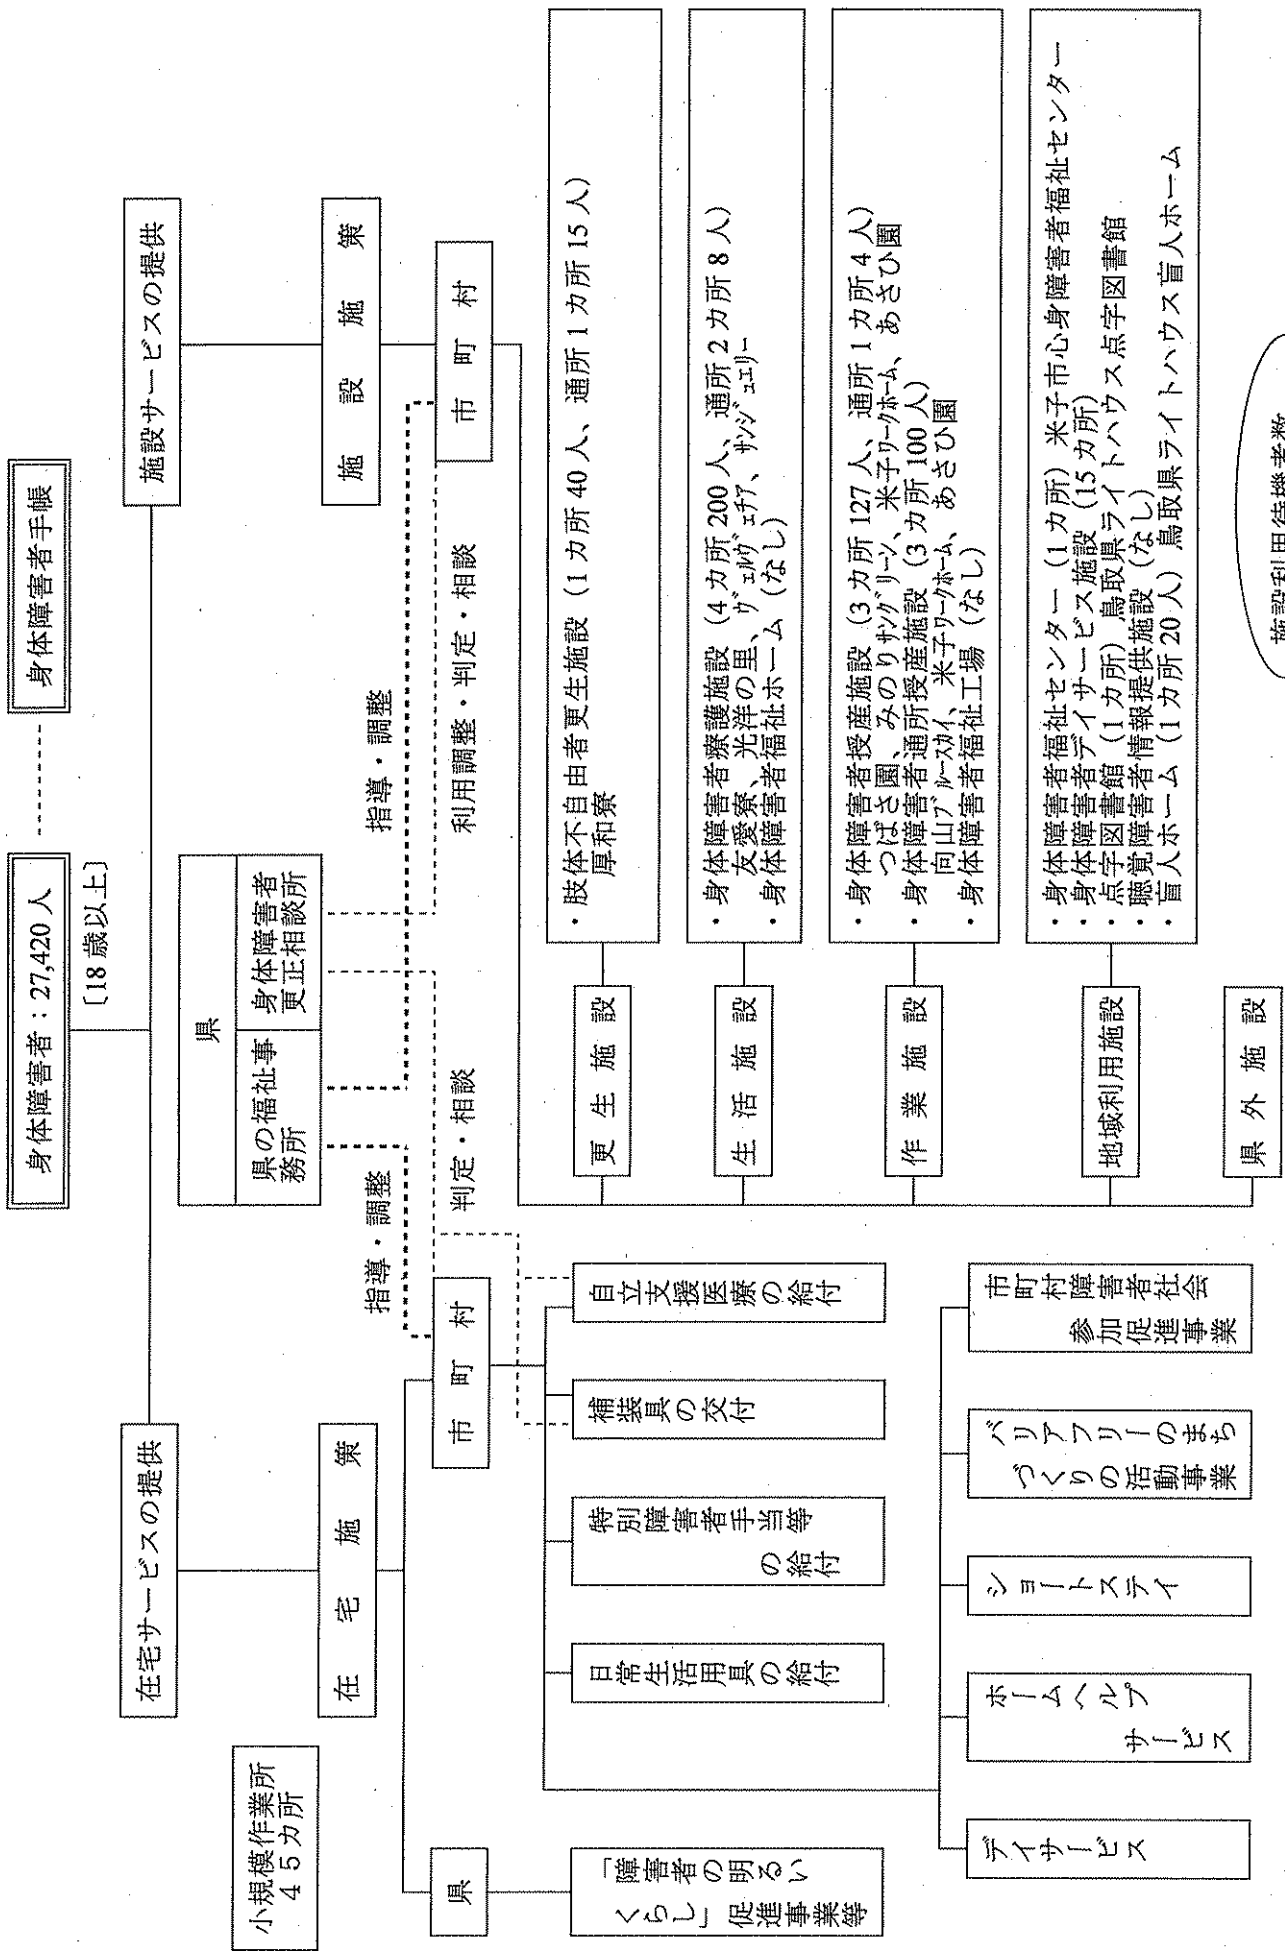 身体障害者：27,420人
身体障害者手帳
〔18歳以上〕
在宅サービスの提供
施設サービスの提供
小規模作業所
４５カ所
県
県の福祉事
務所
身体障害者
更正相談所
在宅施策
施設施策
指導・調整
指導・調整
判定・相談
利用調整・判定・相談
県
市町村
市町村
「障害者の明るい
くらし」促進事業等
日常生活用具の給付
特別障害者手当等
の給付
補装具の交付
自立支援医療の給付
デイサービス
ホームヘルプ
サービス
ショートステイ
バリアフリーのまち
づくりの活動事業
市町村障害者社会
参加促進事業
更生施設
・肢体不自由者更生施設（1カ所40人、通所1カ所15人）
厚和寮
生活施設
・身体障害者療護施設（4カ所200人、通所2カ所8人）
友愛寮、光洋の里、ｳﾞｪﾙｳﾞｪﾁｱ、ｻﾝｼﾞｭｴﾘｰ
・身体障害者福祉ホーム（なし）
作業施設
・身体障害者授産施設（3カ所127人、通所1カ所4人）
つばさ園、みのりｻﾝｸﾞﾘｰﾝ、米子ﾜｰｸﾎｰﾑ、あさひ園
・身体障害者通所授産施設（3カ所100人）
向山ﾌﾞﾙｰｽｶｲ、米子ﾜｰｸﾎｰﾑ、あさひ園
・身体障害者福祉工場（なし）
地域利用施設
・身体障害者福祉センター（1カ所）米子市心身障害者福祉センター
・身体障害者デイサービス施設（15カ所）
・点字図書館（1カ所）鳥取県ライトハウス点字図書館
・聴覚障害者情報提供施設（なし）
・盲人ホーム（1カ所20人）鳥取県ライトハウス盲人ホーム
県外施設
施設利用待機者数